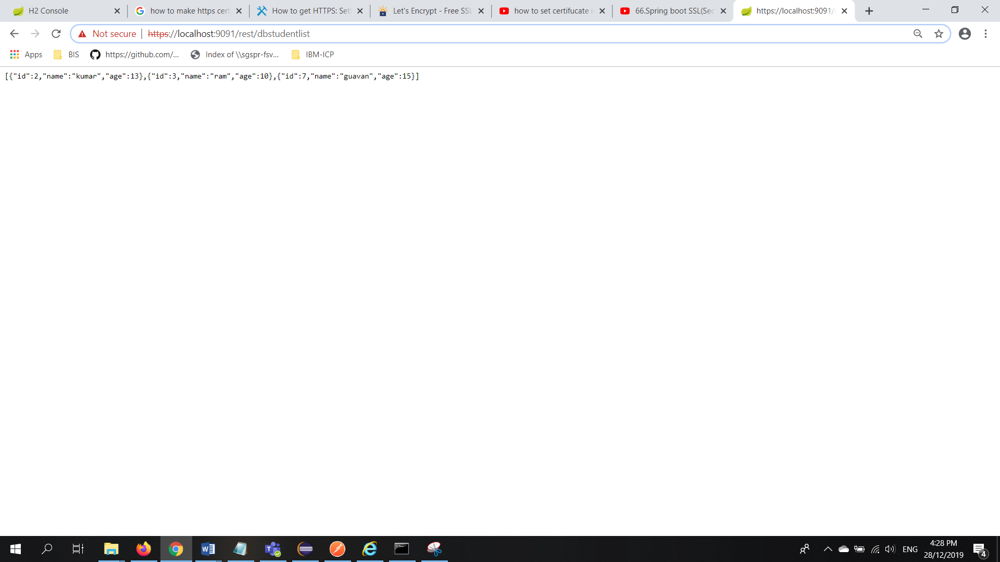 H2 Console
how to make https cert
How to get HTTPS: Sett
Let's Encrypt - Free SSL
how to set certifucate i
66.Spring boot SSL(Sec
https://localhost:9091/
Not secure | https://localhost:9091/rest/dbstudentlist
Apps BIS https://github.com/... Index of \\sgspr-fsv... IBM-ICP
[{"id":2,"name":"kumar","age":13},{"id":3,"name":"ram","age":10},{"id":7,"name":"guavan","age":15}]
ENG
4:28 PM
28/12/2019
4